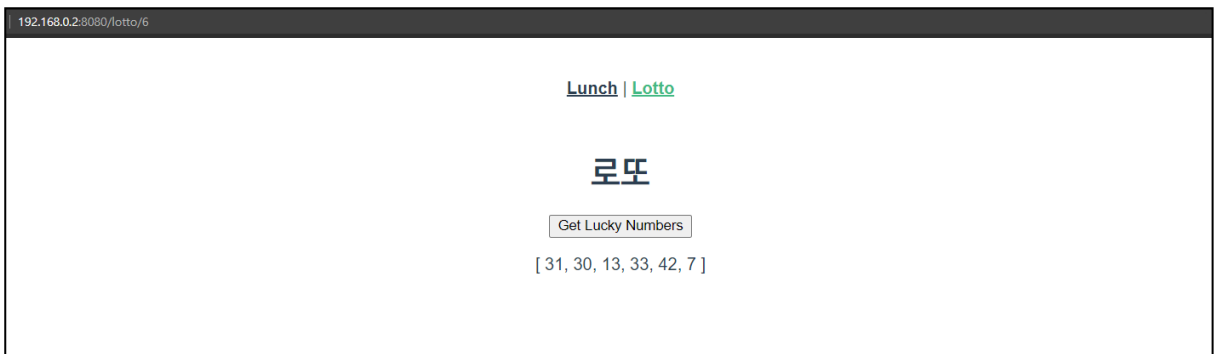 192.168.0.2:8080/lotto/6
Lunch | Lotto
로또
Get Lucky Numbers
[ 31, 30, 13, 33, 42, 7 ]